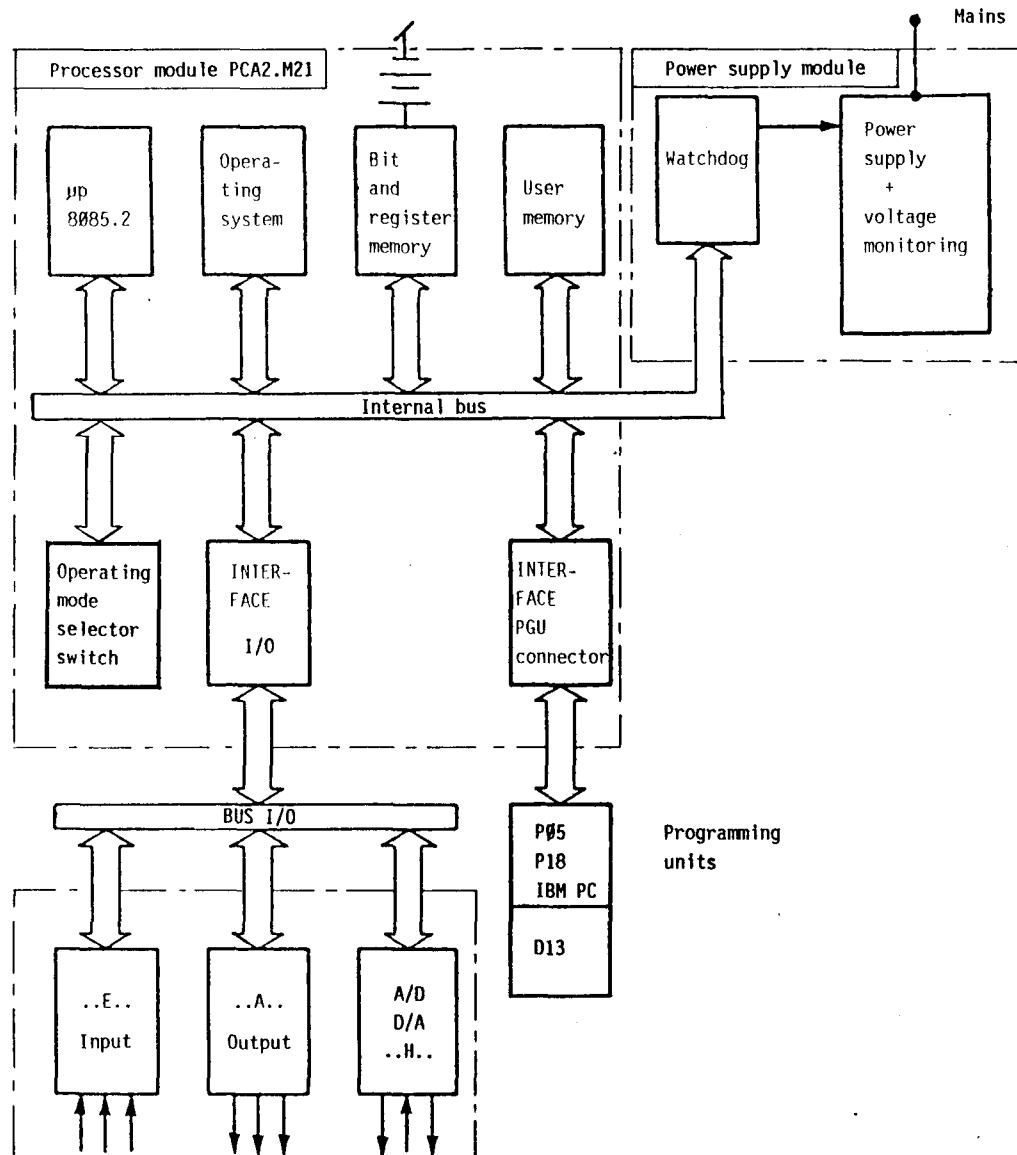 Mains
Processor module PCA2.M21
Power supply module
µp
8Ø85.2
Opera-
ting
system
Bit
and
register
memory
User
memory
Watchdog
Power
supply
+
voltage
monitoring
Internal bus
Operating
mode
selector
switch
INTER-
FACE
I/O
INTER-
FACE
PGU
connector
BUS I/O
PØ5
P18
IBM PC
D13
Programming
units
..E..
Input
..A..
Output
A/D
D/A
..H..